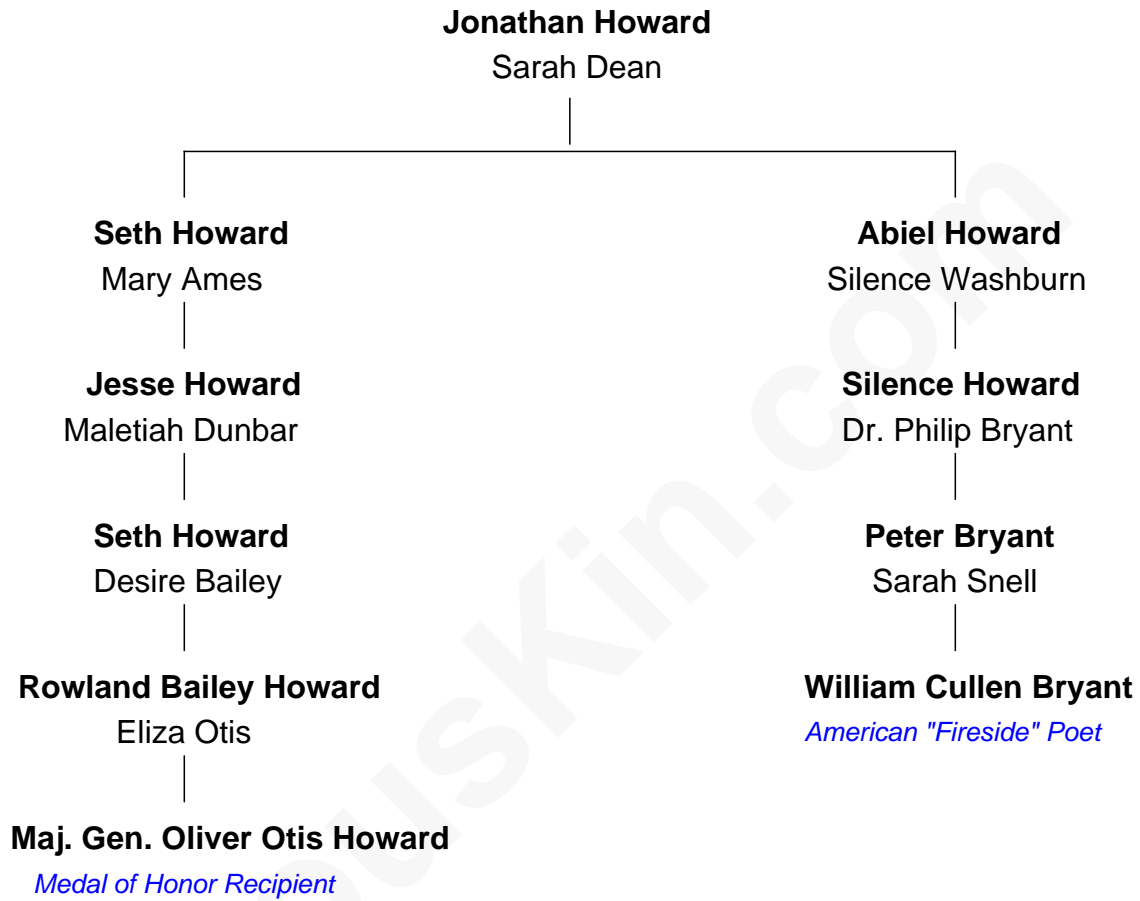 Jonathan Howard
Sarah Dean
Seth Howard
Mary Ames
Abiel Howard
Silence Washburn
Jesse Howard
Maletiah Dunbar
Silence Howard
Dr. Philip Bryant
Seth Howard
Desire Bailey
Peter Bryant
Sarah Snell
Rowland Bailey Howard
Eliza Otis
William Cullen Bryant
American "Fireside" Poet
Maj. Gen. Oliver Otis Howard
Medal of Honor Recipient
ousKin.com